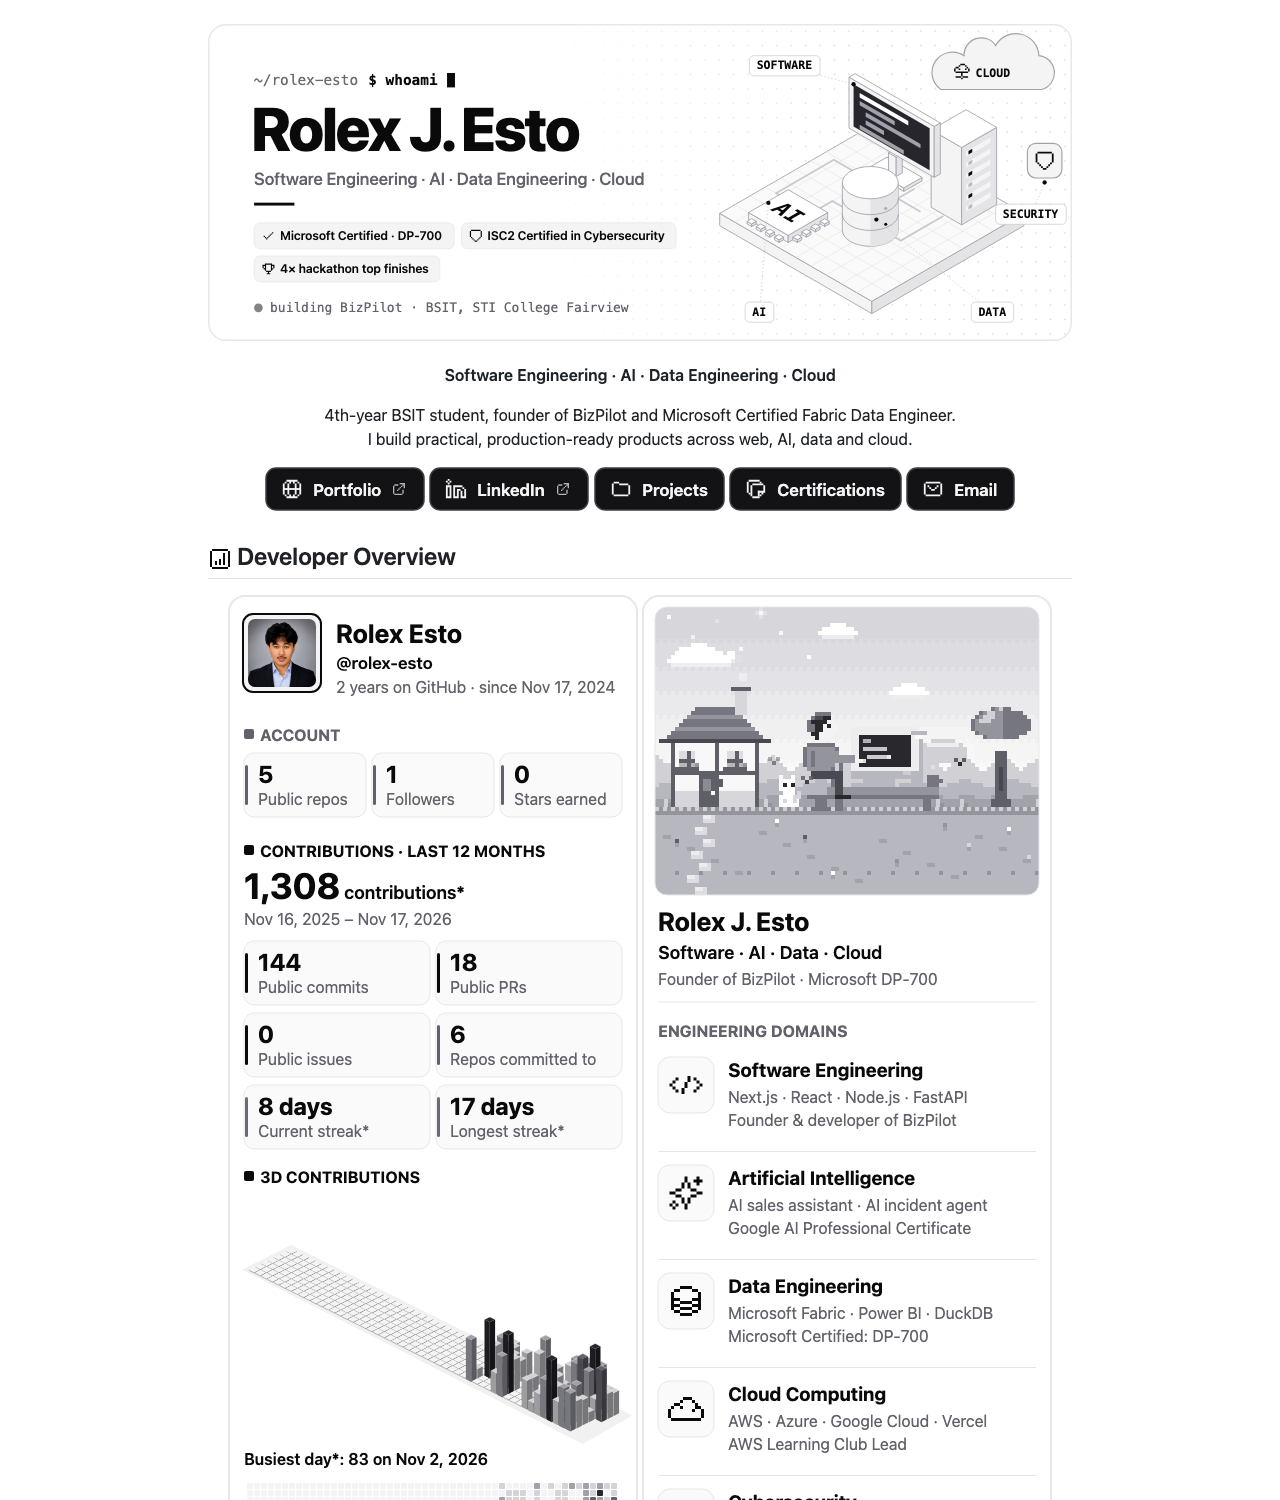 ~/rolex-esto $ whoami
Rolex J. Esto
Software Engineering · AI · Data Engineering · Cloud
Microsoft Certified · DP-700
ISC2 Certified in Cybersecurity
4× hackathon top finishes
building BizPilot · BSIT, STI College Fairview
SOFTWARE
CLOUD
SECURITY
AI
AI
DATA
Software Engineering · AI · Data Engineering · Cloud
4th-year BSIT student, founder of BizPilot and Microsoft Certified Fabric Data Engineer.
I build practical, production-ready products across web, AI, data and cloud.
Portfolio
LinkedIn
Projects
Certifications
Email
Developer Overview
Rolex Esto
@rolex-esto
2 years on GitHub · since Nov 17, 2024
ACCOUNT
5
Public repos
1
Followers
0
Stars earned
CONTRIBUTIONS · LAST 12 MONTHS
1,308 contributions*
Nov 16, 2025 – Nov 17, 2026
144
Public commits
18
Public PRs
0
Public issues
6
Repos committed to
8 days
Current streak*
17 days
Longest streak*
3D CONTRIBUTIONS
Busiest day*: 83 on Nov 2, 2026
Rolex J. Esto
Software · AI · Data · Cloud
Founder of BizPilot · Microsoft DP-700
ENGINEERING DOMAINS
Software Engineering
Next.js · React · Node.js · FastAPI
Founder & developer of BizPilot
Artificial Intelligence
AI sales assistant · AI incident agent
Google AI Professional Certificate
Data Engineering
Microsoft Fabric · Power BI · DuckDB
Microsoft Certified: DP-700
Cloud Computing
AWS · Azure · Google Cloud · Vercel
AWS Learning Club Lead